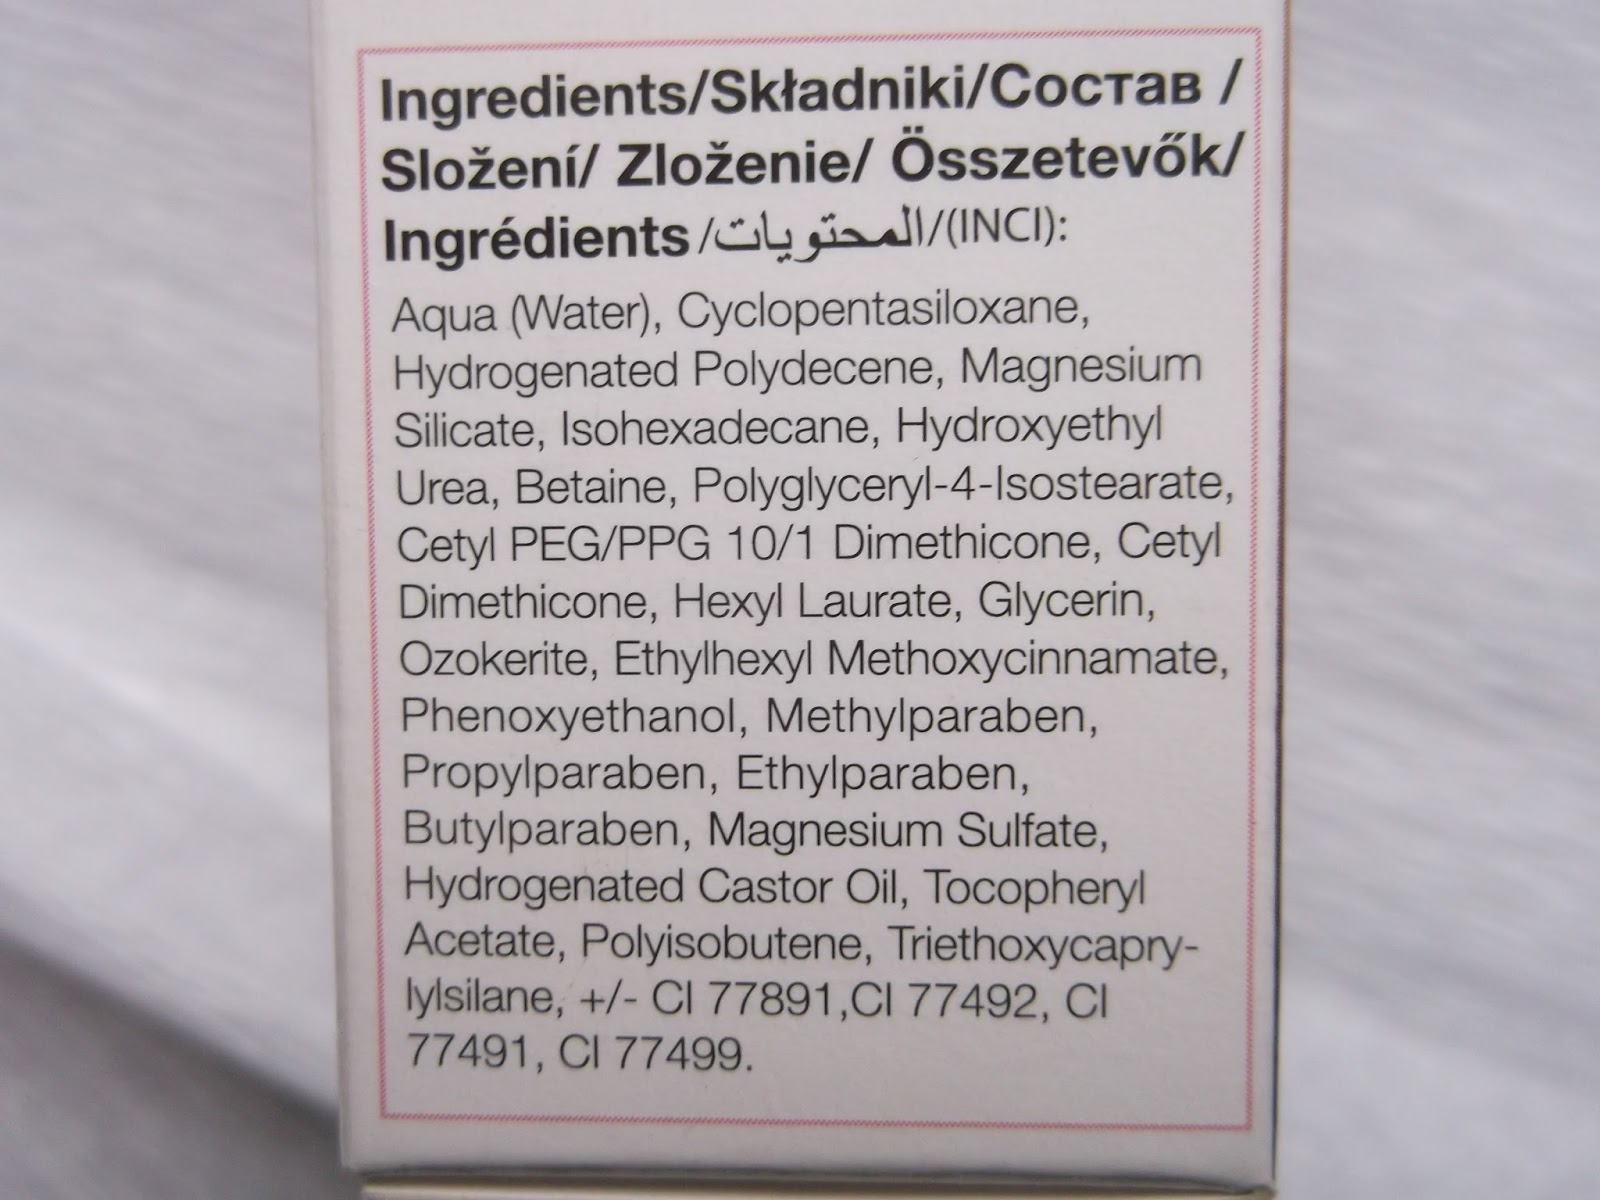 Ingredients/Składniki/Состав /
Složení/ Zloženie/ Összetevők/
Ingrédients /المحتويات/(INCI):
Aqua (Water), Cyclopentasiloxane,
Hydrogenated Polydecene, Magnesium
Silicate, Isohexadecane, Hydroxyethyl
Urea, Betaine, Polyglyceryl-4-Isostearate,
Cetyl PEG/PPG 10/1 Dimethicone, Cetyl
Dimethicone, Hexyl Laurate, Glycerin,
Ozokerite, Ethylhexyl Methoxycinnamate,
Phenoxyethanol, Methylparaben,
Propylparaben, Ethylparaben,
Butylparaben, Magnesium Sulfate,
Hydrogenated Castor Oil, Tocopheryl
Acetate, Polyisobutene, Triethoxycapry-
lylsilane, +/- CI 77891,CI 77492, CI
77491, CI 77499.